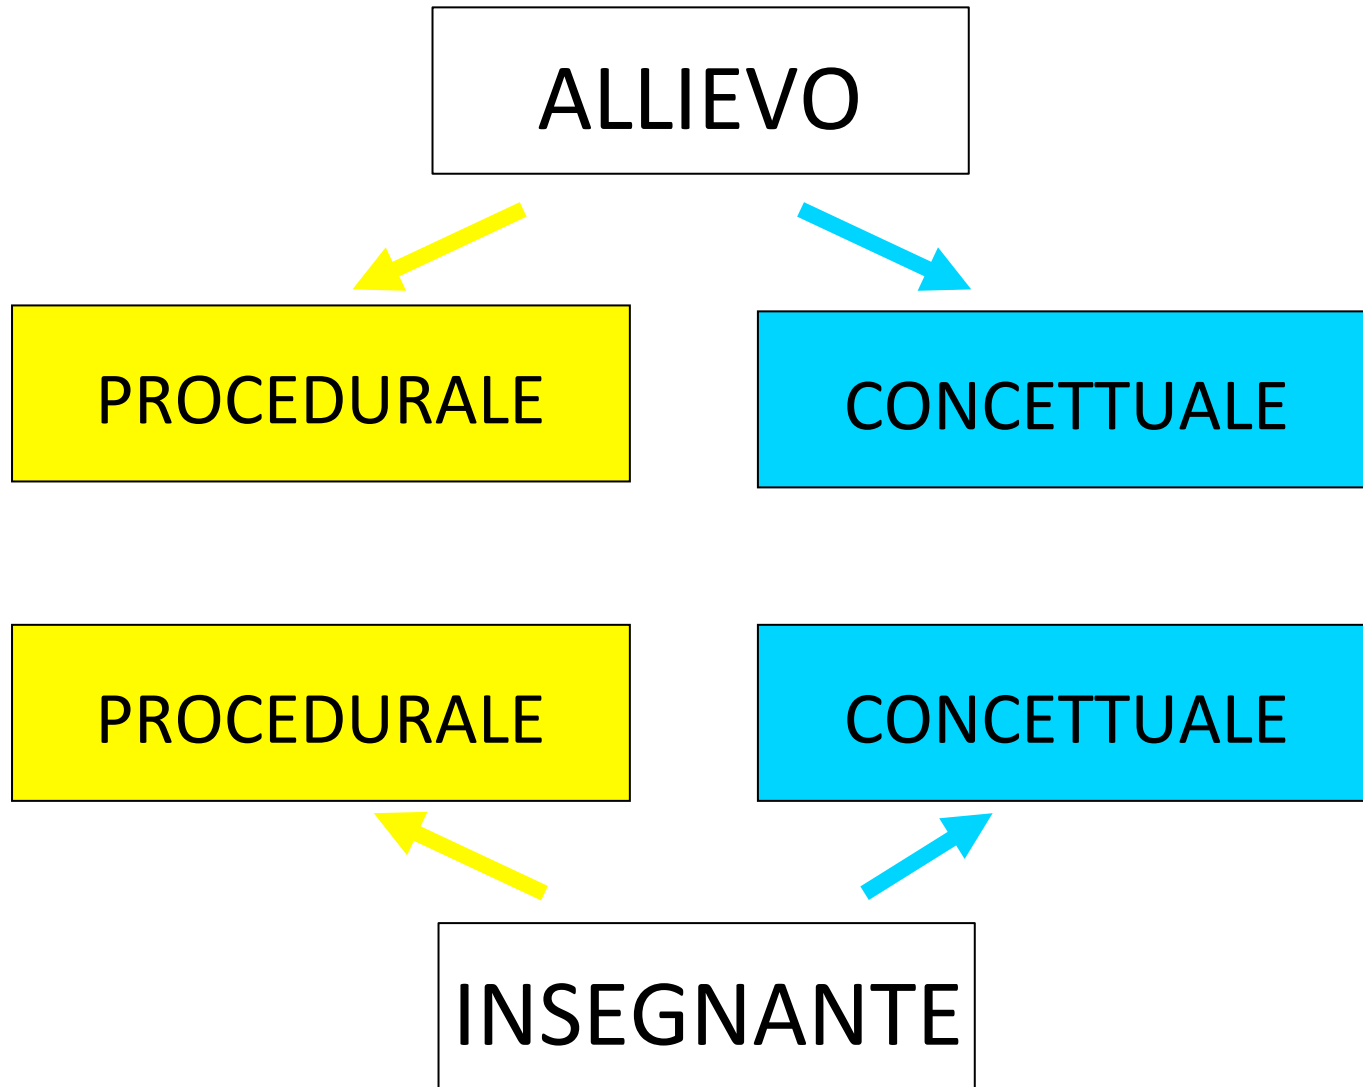 ALLIEVO
PROCEDURALE
CONCETTUALE
PROCEDURALE
CONCETTUALE
INSEGNANTE